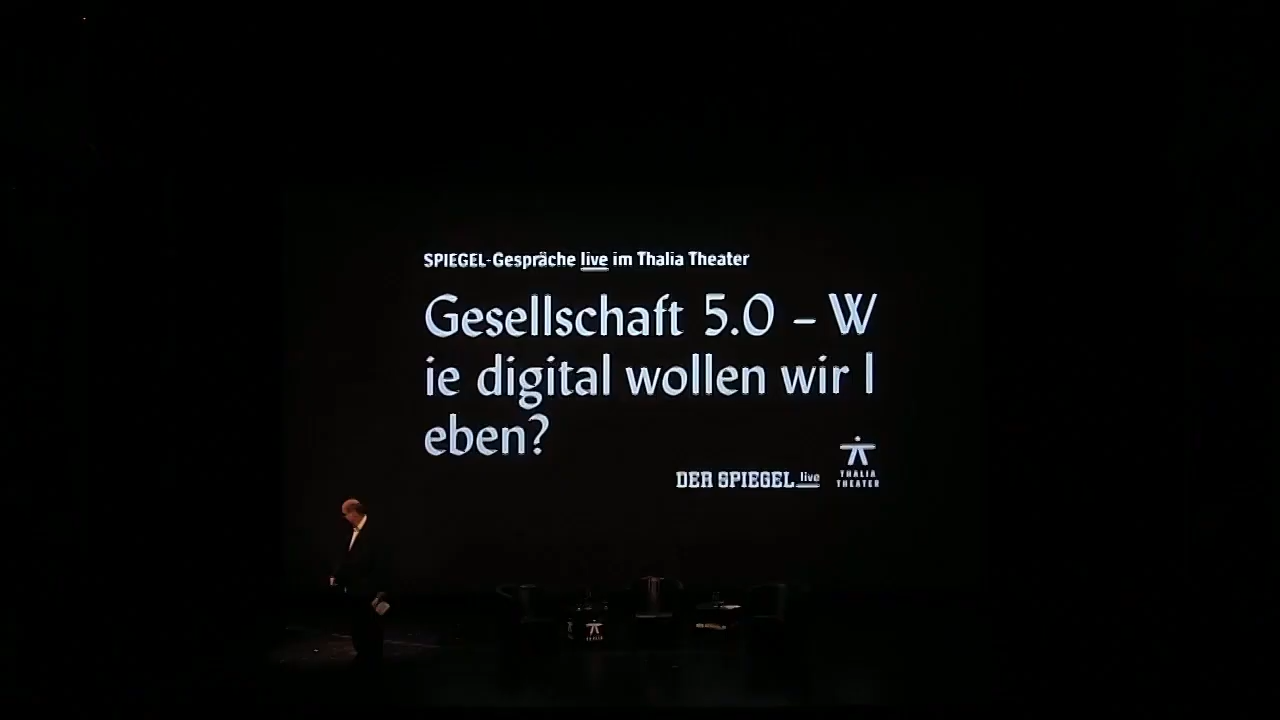 SPIEGEL-Gespräche live im Thalia Theater
Gesellschaft 5.0 – W
ie digital wollen wir l
eben?
DER SPIEGEL live
THALIA
THEATER